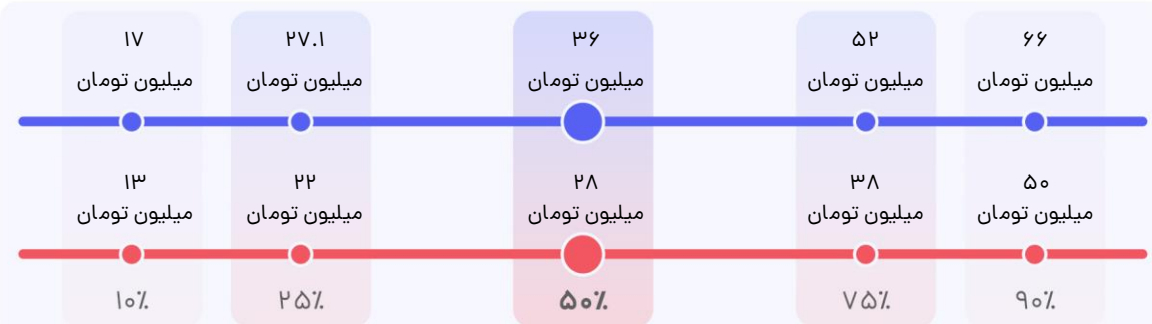 ۱۷ ۲۷.۱ ۳۶ ۵۲ ۶۶
میلیون تومان میلیون تومان میلیون تومان میلیون تومان میلیون تومان
۱۳ ۲۲ ۲۸ ۳۸ ۵۰
میلیون تومان میلیون تومان میلیون تومان میلیون تومان میلیون تومان
۱۰٪ ۲۵٪ ۵۰٪ ۷۵٪ ۹۰٪